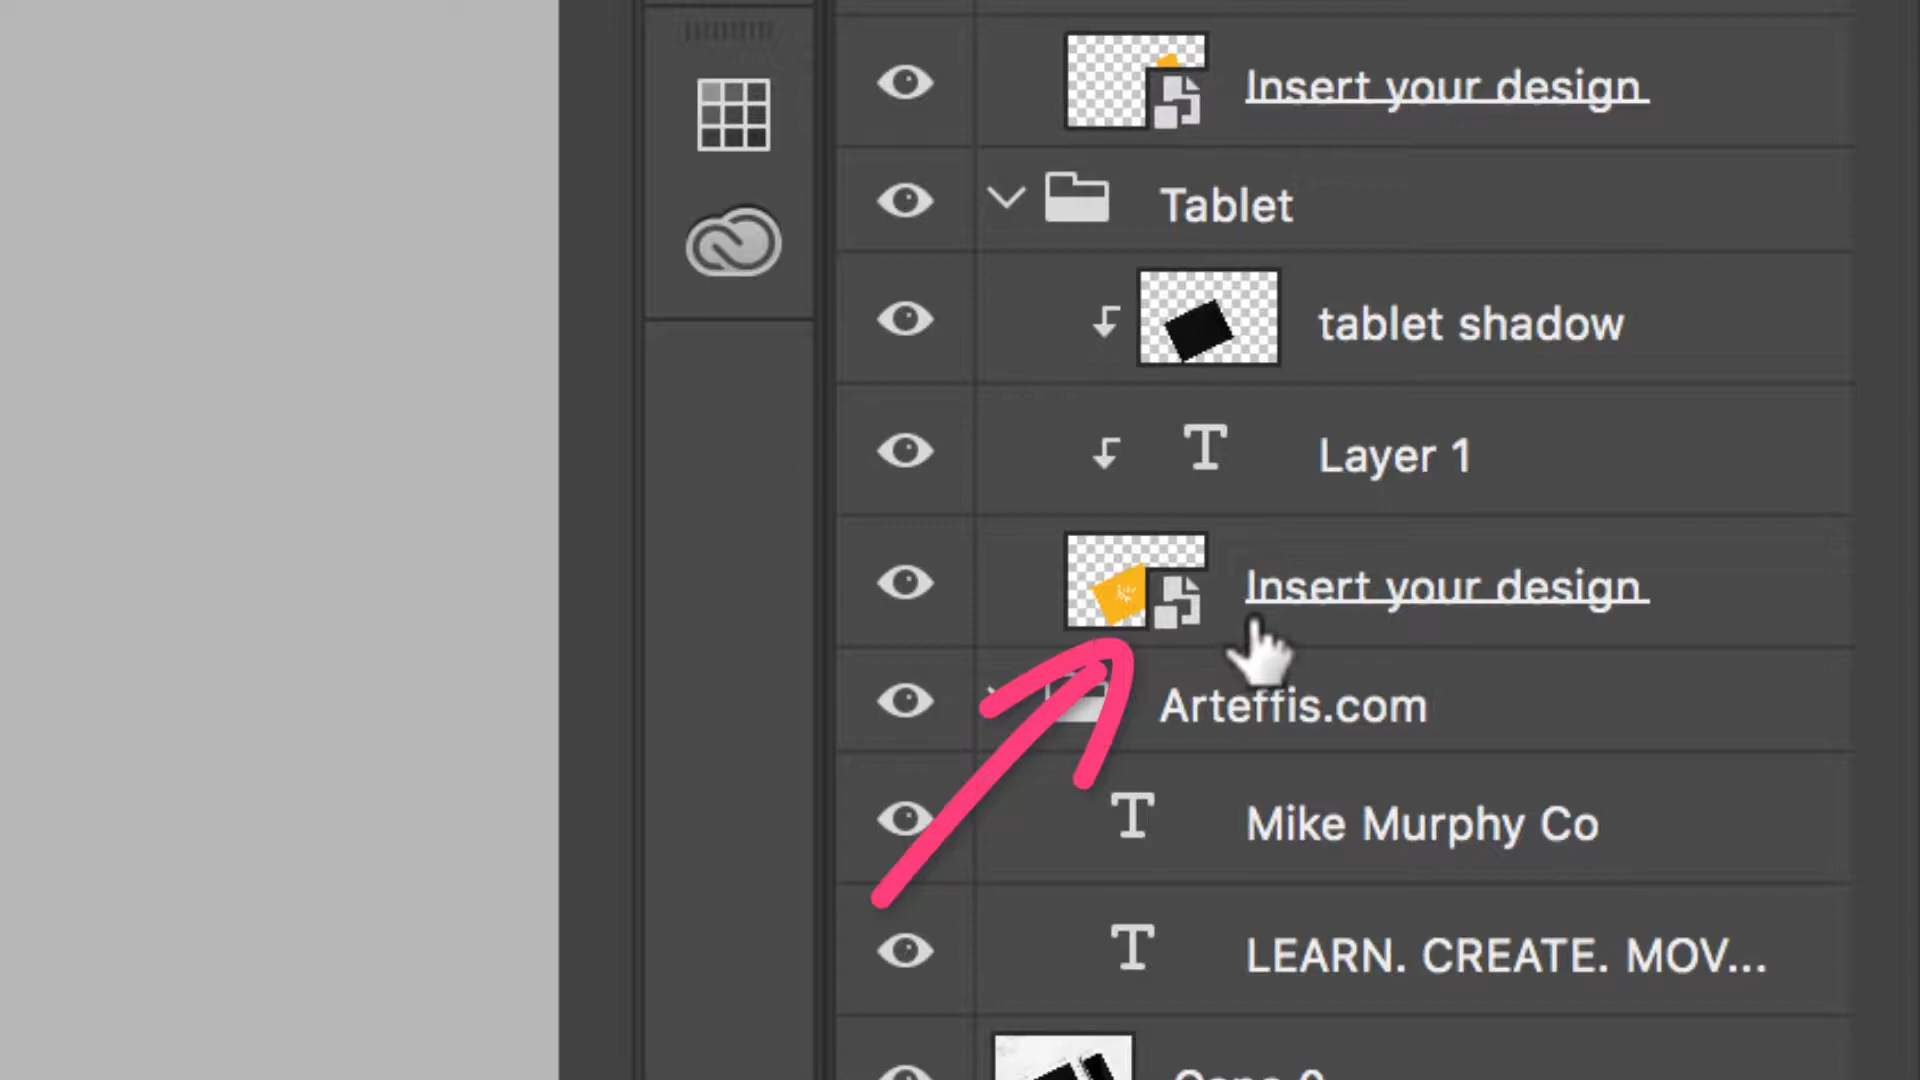 Insert your design
Tablet
tablet shadow
Layer 1
Insert your design
Arteffis.com
Mike Murphy Co
LEARN. CREATE. MOV...